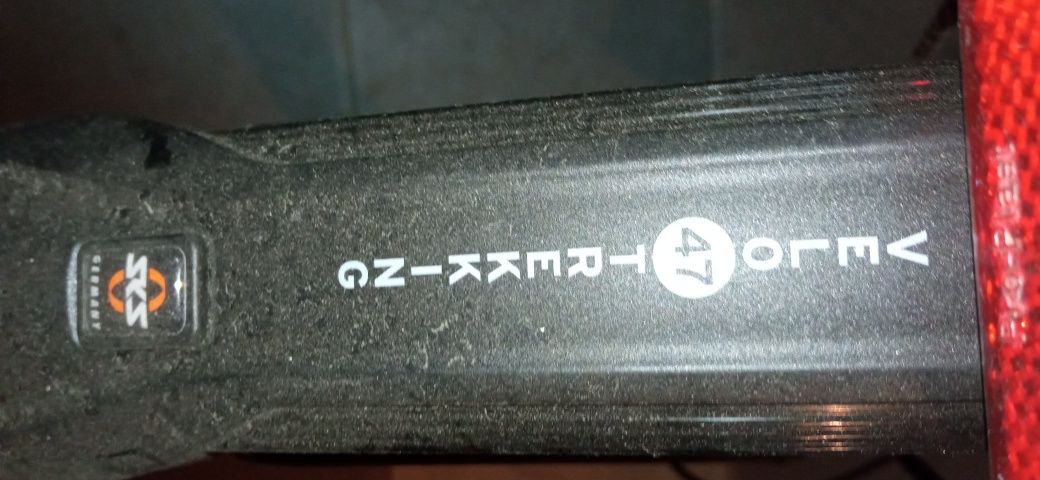 VELO
47
TREKKING
SKS
GERMANY